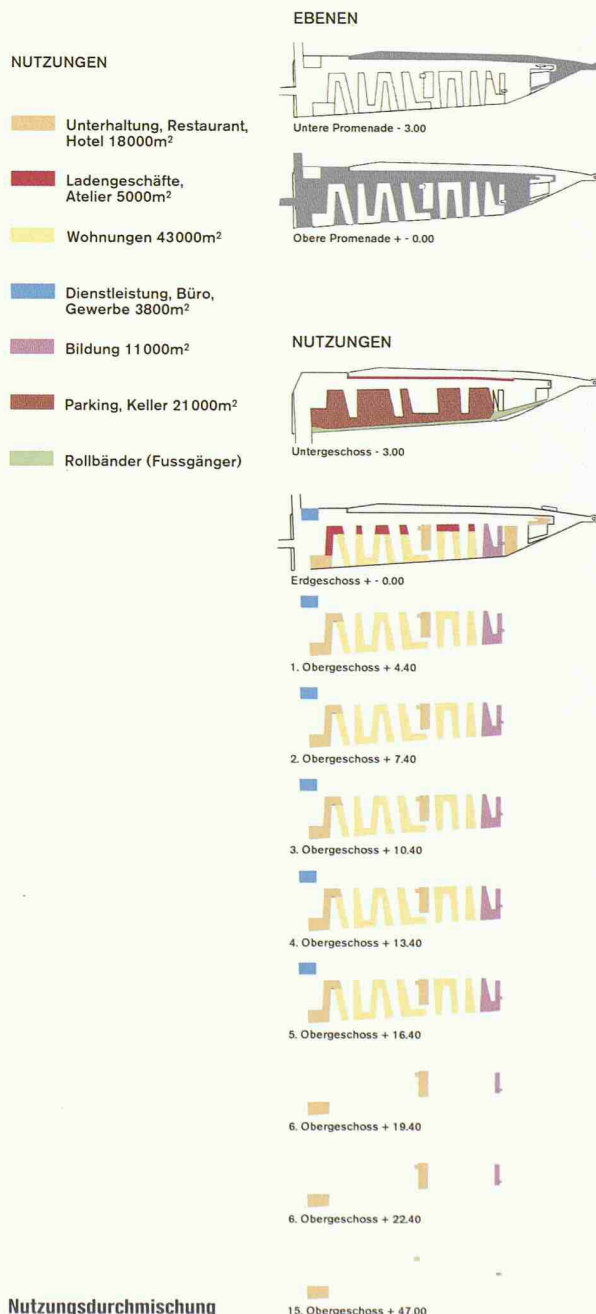 NUTZUNGEN
Unterhaltung, Restaurant,
Hotel 18000m²
Ladengeschäfte,
Atelier 5000m²
Wohnungen 43000m²
Dienstleistung, Büro,
Gewerbe 3800m²
Bildung 11000m²
Parking, Keller 21000m²
Rollbänder (Fussgänger)
Nutzungsdurchmischung
EBENEN
Untere Promenade - 3.00
Obere Promenade + - 0.00
NUTZUNGEN
Untergeschoss - 3.00
Erdgeschoss + - 0.00
1. Obergeschoss + 4.40
2. Obergeschoss + 7.40
3. Obergeschoss + 10.40
4. Obergeschoss + 13.40
5. Obergeschoss + 16.40
6. Obergeschoss + 19.40
6. Obergeschoss + 22.40
15. Obergeschoss + 47.00